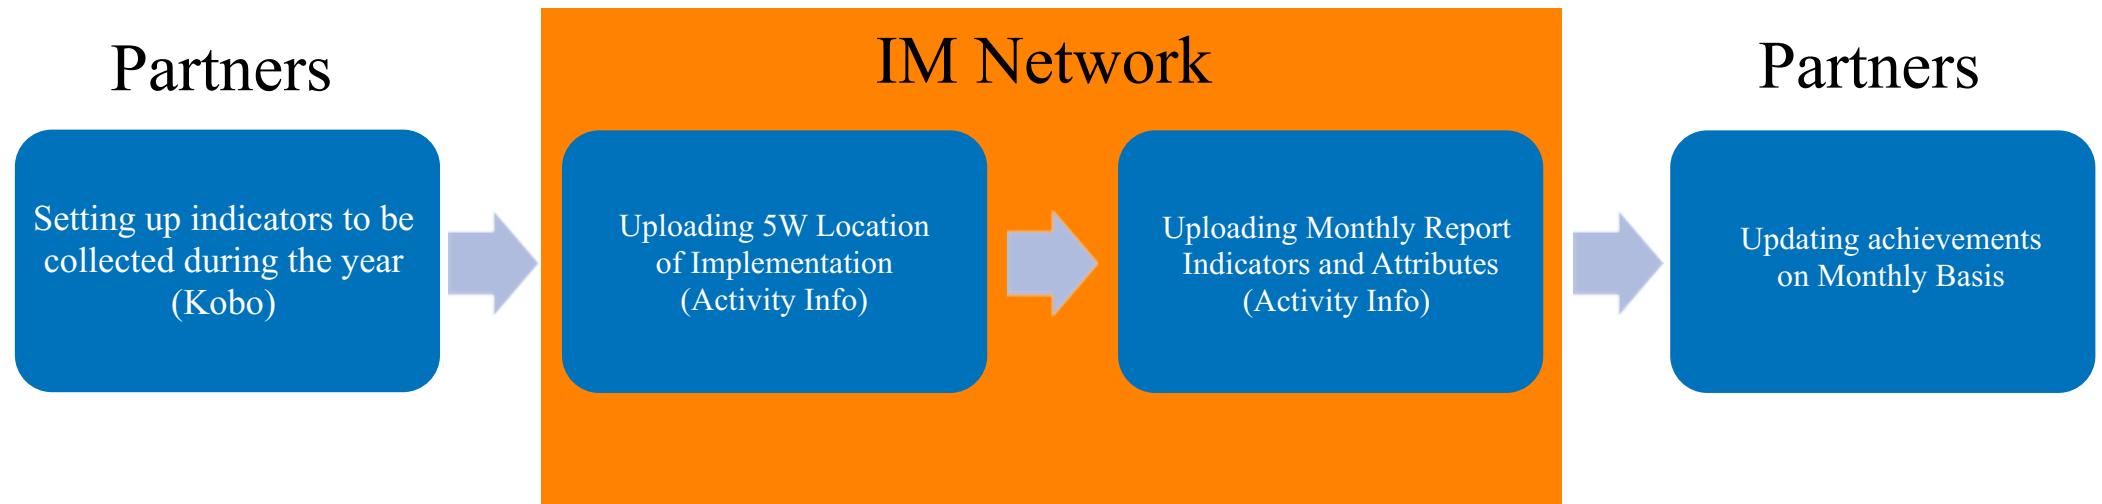 Partners
Setting up indicators to be
collected during the year
(Kobo)
IM Network
Uploading 5W Location
of Implementation
(Activity Info)
Uploading Monthly Report
Indicators and Attributes
(Activity Info)
Partners
Updating achievements
on Monthly Basis